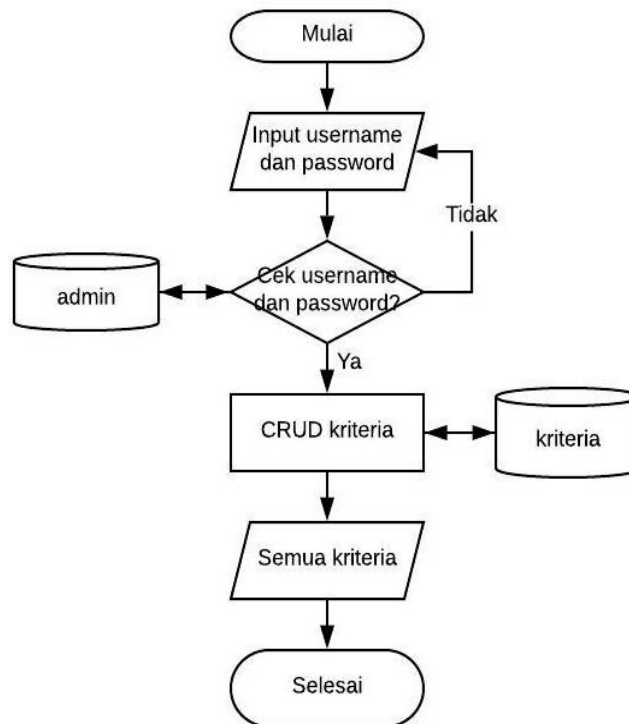 Mulai
Input username
dan password
Tidak
Cek username
dan password?
admin
Ya
CRUD kriteria
kriteria
Semua kriteria
Selesai